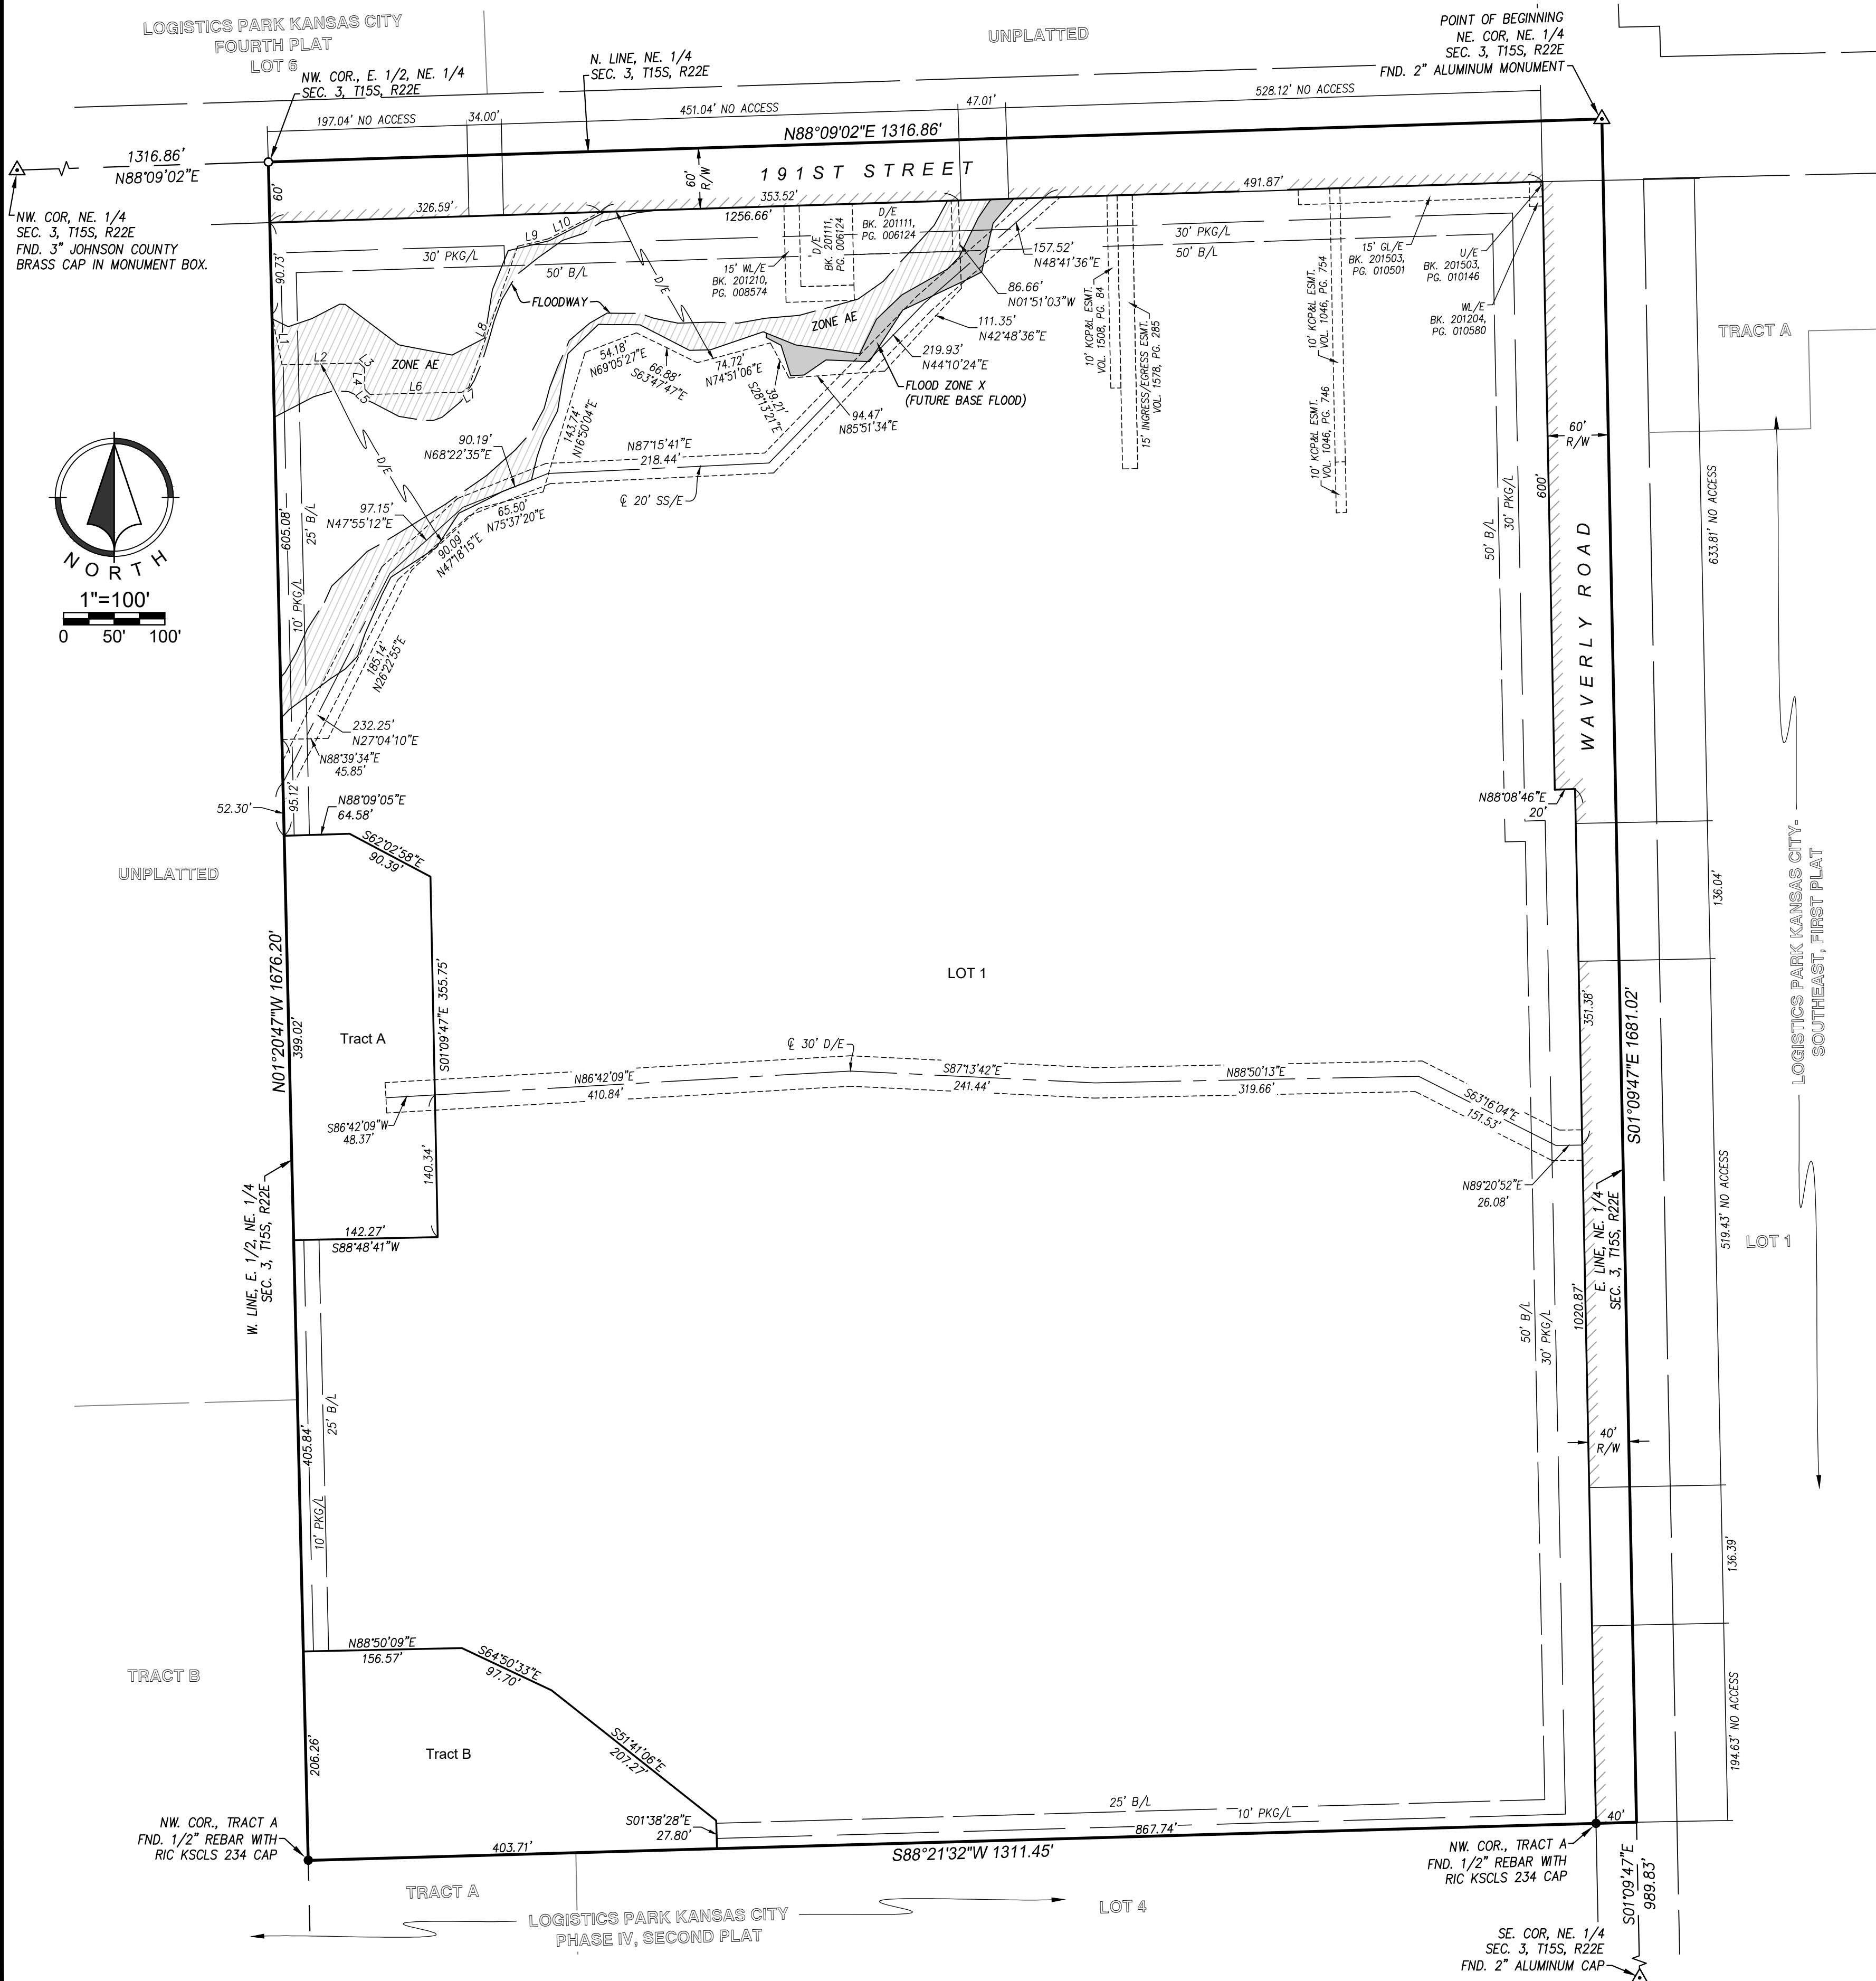 LOGISTICS PARK KANSAS CITY
FOURTH PLAT
LOT 6
NW. COR., E. 1/2, NE. 1/4
SEC. 3, T15S, R22E
N. LINE, NE. 1/4
SEC. 3, T15S, R22E
UNPLATTED
POINT OF BEGINNING
NE. COR, NE. 1/4
SEC. 3, T15S, R22E
FND. 2" ALUMINUM MONUMENT
197.04' NO ACCESS
34.00'
451.04' NO ACCESS
47.01'
528.12' NO ACCESS
N88°09'02"E 1316.86'
1316.86'
N88°09'02"E
NW. COR, NE. 1/4
SEC. 3, T15S, R22E
FND. 3" JOHNSON COUNTY
BRASS CAP IN MONUMENT BOX.
60'
60'
R/W
191ST STREET
326.59'
353.52'
1256.66'
491.87'
90.73'
L1
L2
L3
L4
L5
L6
L7
L8
L9
L10
30' PKG/L
50' B/L
FLOODWAY
ZONE AE
D/E
D/E
15' WL/E
BK. 201210,
PG. 008574
D/E
BK. 201111,
PG. 006124
D/E
BK. 201111,
PG. 006124
ZONE AE
30' PKG/L
50' B/L
157.52'
N48°41'36"E
86.66'
N01°51'03"W
111.35'
N42°48'36"E
219.93'
N44°10'24"E
FLOOD ZONE X
(FUTURE BASE FLOOD)
94.47'
N85°51'34"E
39.21'
S28°13'21"E
74.72'
N74°51'06"E
66.88'
S63°47'47"E
54.18'
N69°05'27"E
143.74'
N16°50'04"E
10' KCP&L ESMT.
VOL. 1508, PG. 84
15' INGRESS/EGRESS ESMT.
VOL. 1578, PG. 285
10' KCP&L ESMT.
VOL. 1046, PG. 754
10' KCP&L ESMT.
VOL. 1046, PG. 746
15' GL/E
BK. 201503,
PG. 010501
U/E
BK. 201503,
PG. 010146
WL/E
BK. 201204,
PG. 010580
TRACT A
NORTH
1"=100'
0 50' 100'
90.19'
N68°22'35"E
N87°15'41"E
218.44'
℄ 20' SS/E
97.15'
N47°55'12"E
65.50'
N75°37'20"E
90.09'
N47°18'15"E
605.08'
25' B/L
10' PKG/L
185.14'
N26°22'55"E
232.25'
N27°04'10"E
N88°39'34"E
45.85'
52.30'
95.12'
N88°09'05"E
64.58'
S62°02'58"E
90.39'
60'
R/W
600'
50' B/L
30' PKG/L
WAVERLY ROAD
633.81' NO ACCESS
N88°08'46"E
20'
136.04'
UNPLATTED
LOGISTICS PARK KANSAS CITY-
SOUTHEAST, FIRST PLAT
N01°20'47"W 1676.20'
399.02'
Tract A
S01°09'47"E 355.75'
LOT 1
351.38'
S01°09'47"E 1681.02'
℄ 30' D/E
N86°42'09"E
410.84'
S87°13'42"E
241.44'
N88°50'13"E
319.66'
S63°16'04"E
151.53'
S86°42'09"W
48.37'
140.34'
N89°20'52"E
26.08'
W. LINE, E. 1/2, NE. 1/4
SEC. 3, T15S, R22E
E. LINE, NE. 1/4
SEC. 3, T15S, R22E
142.27'
S88°48'41"W
519.43' NO ACCESS
LOT 1
1020.87'
50' B/L
30' PKG/L
25' B/L
405.84'
10' PKG/L
40'
R/W
136.39'
N88°50'09"E
156.57'
S64°50'33"E
97.70'
TRACT B
S51°41'06"E
207.27'
Tract B
206.26'
194.63' NO ACCESS
NW. COR., TRACT A
FND. 1/2" REBAR WITH
RIC KSCLS 234 CAP
S01°38'28"E
27.80'
25' B/L
10' PKG/L
403.71'
867.74'
S88°21'32"W 1311.45'
40'
NW. COR., TRACT A
FND. 1/2" REBAR WITH
RIC KSCLS 234 CAP
S01°09'47"E
989.83'
TRACT A
LOGISTICS PARK KANSAS CITY
PHASE IV, SECOND PLAT
LOT 4
SE. COR, NE. 1/4
SEC. 3, T15S, R22E
FND. 2" ALUMINUM CAP